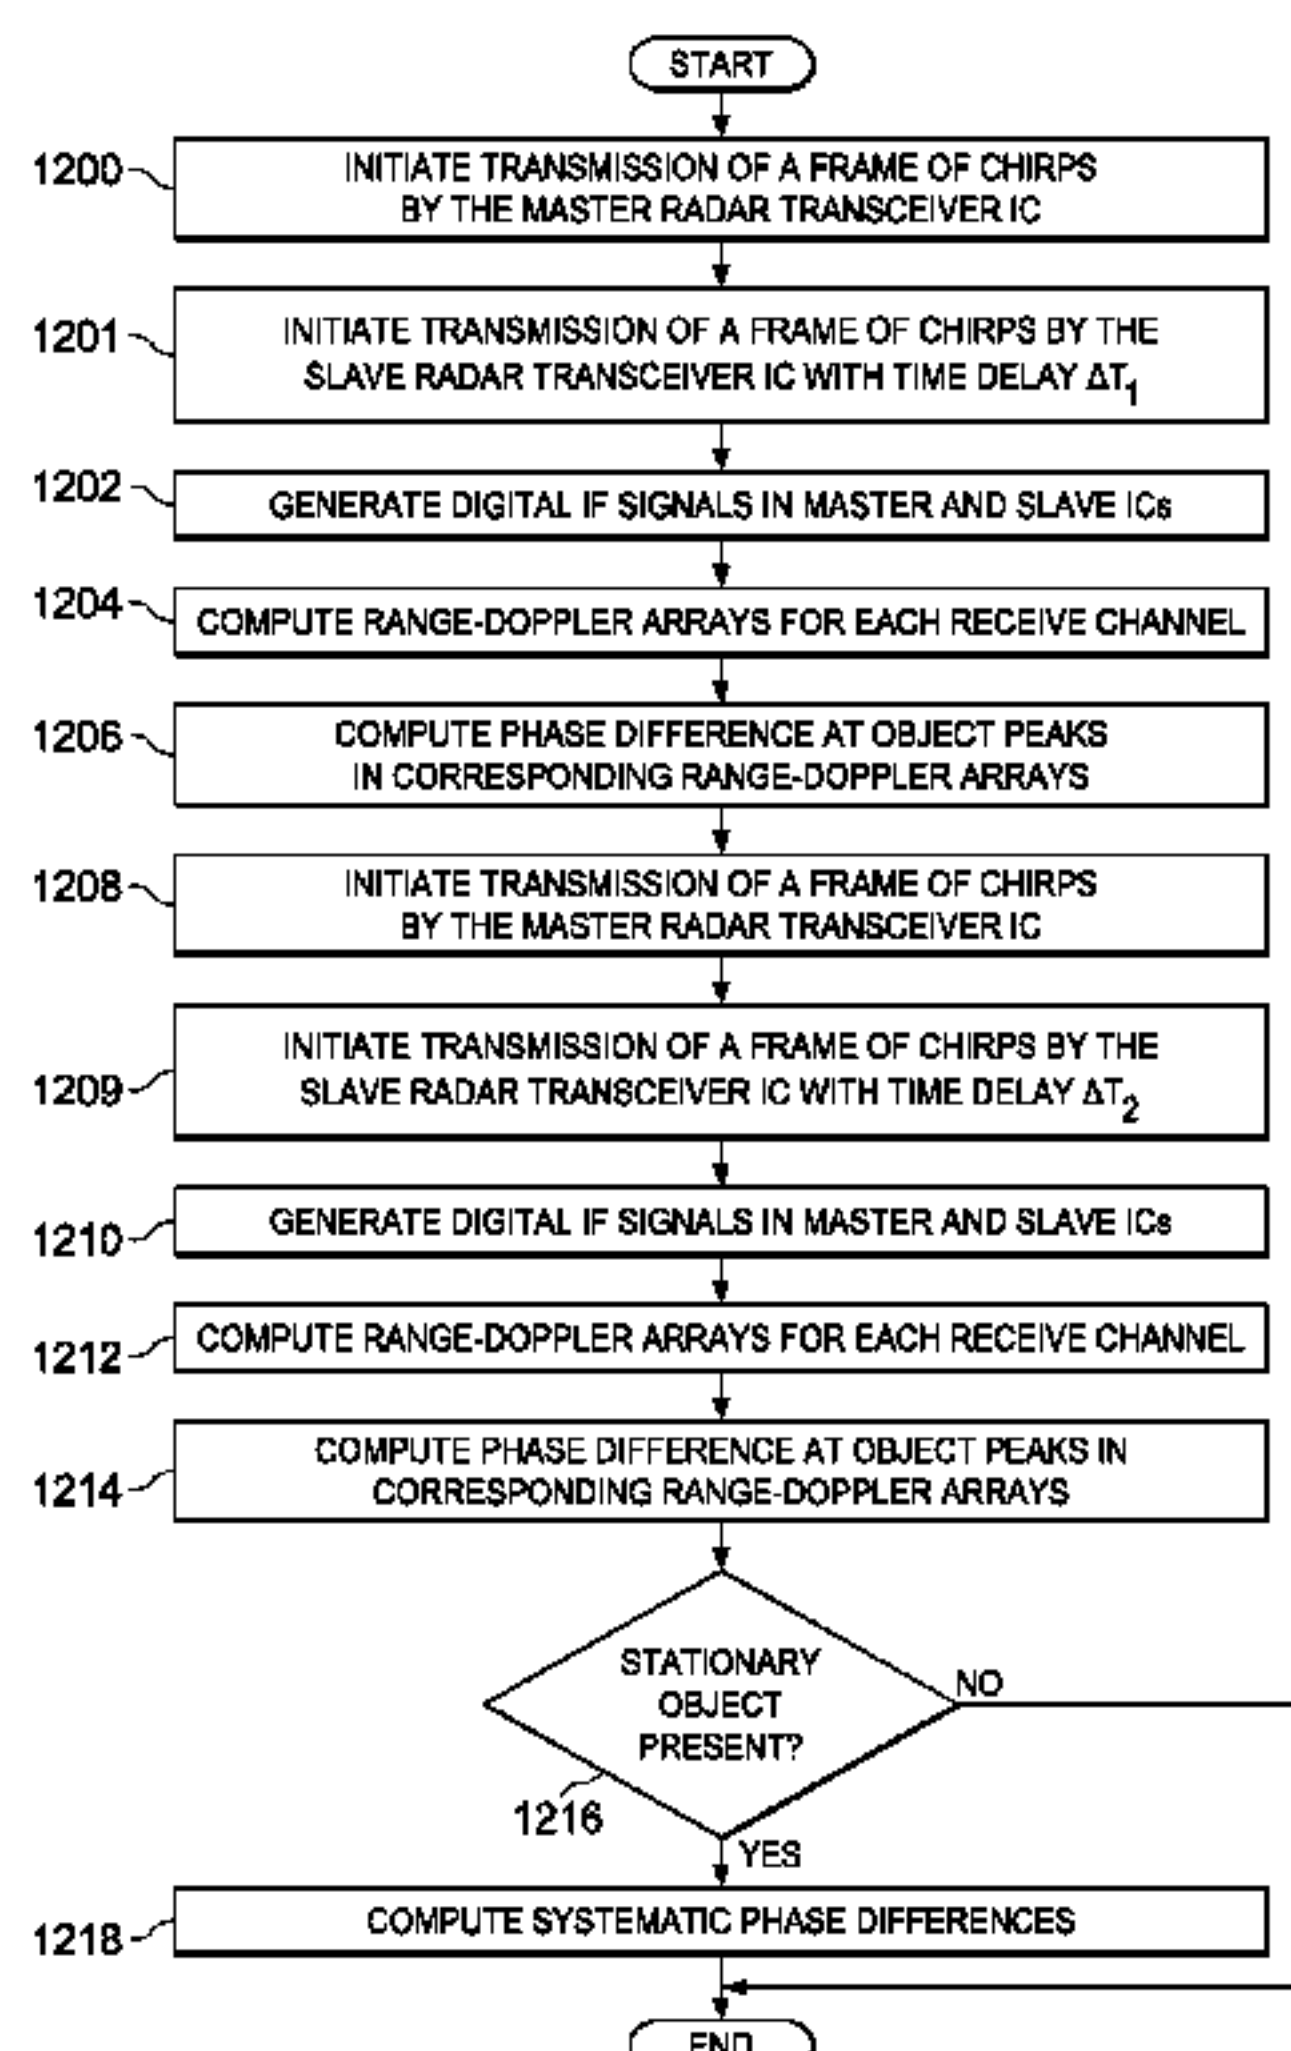 START
1200
INITIATE TRANSMISSION OF A FRAME OF CHIRPS
BY THE MASTER RADAR TRANSCEIVER IC
1201
INITIATE TRANSMISSION OF A FRAME OF CHIRPS BY THE
SLAVE RADAR TRANSCEIVER IC WITH TIME DELAY ΔT1
1202
GENERATE DIGITAL IF SIGNALS IN MASTER AND SLAVE ICs
1204
COMPUTE RANGE-DOPPLER ARRAYS FOR EACH RECEIVE CHANNEL
1206
COMPUTE PHASE DIFFERENCE AT OBJECT PEAKS
IN CORRESPONDING RANGE-DOPPLER ARRAYS
1208
INITIATE TRANSMISSION OF A FRAME OF CHIRPS
BY THE MASTER RADAR TRANSCEIVER IC
1209
INITIATE TRANSMISSION OF A FRAME OF CHIRPS BY THE
SLAVE RADAR TRANSCEIVER IC WITH TIME DELAY ΔT2
1210
GENERATE DIGITAL IF SIGNALS IN MASTER AND SLAVE ICs
1212
COMPUTE RANGE-DOPPLER ARRAYS FOR EACH RECEIVE CHANNEL
1214
COMPUTE PHASE DIFFERENCE AT OBJECT PEAKS IN
CORRESPONDING RANGE-DOPPLER ARRAYS
STATIONARY
OBJECT
PRESENT?
NO
1216
YES
1218
COMPUTE SYSTEMATIC PHASE DIFFERENCES
END